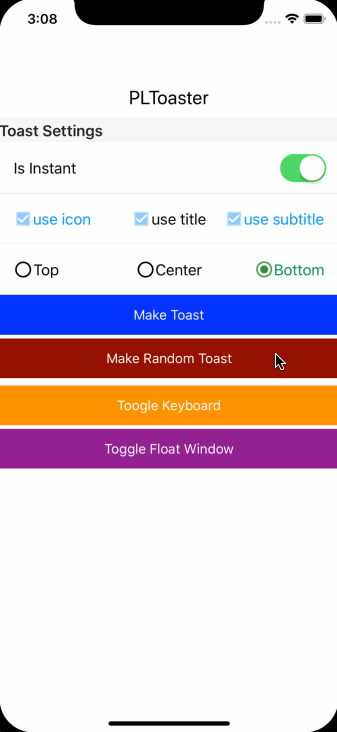 3:08
PLToaster
Toast Settings
Is Instant
use icon use title use subtitle
Top Center Bottom
Make Toast
Make Random Toast
Toogle Keyboard
Toggle Float Window